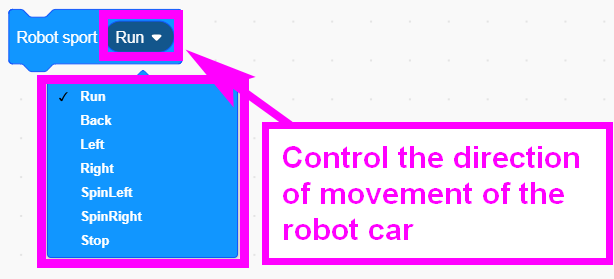 Robot sport Run
✓ Run
Back
Left
Right
SpinLeft
SpinRight
Stop
Control the direction
of movement of the
robot car